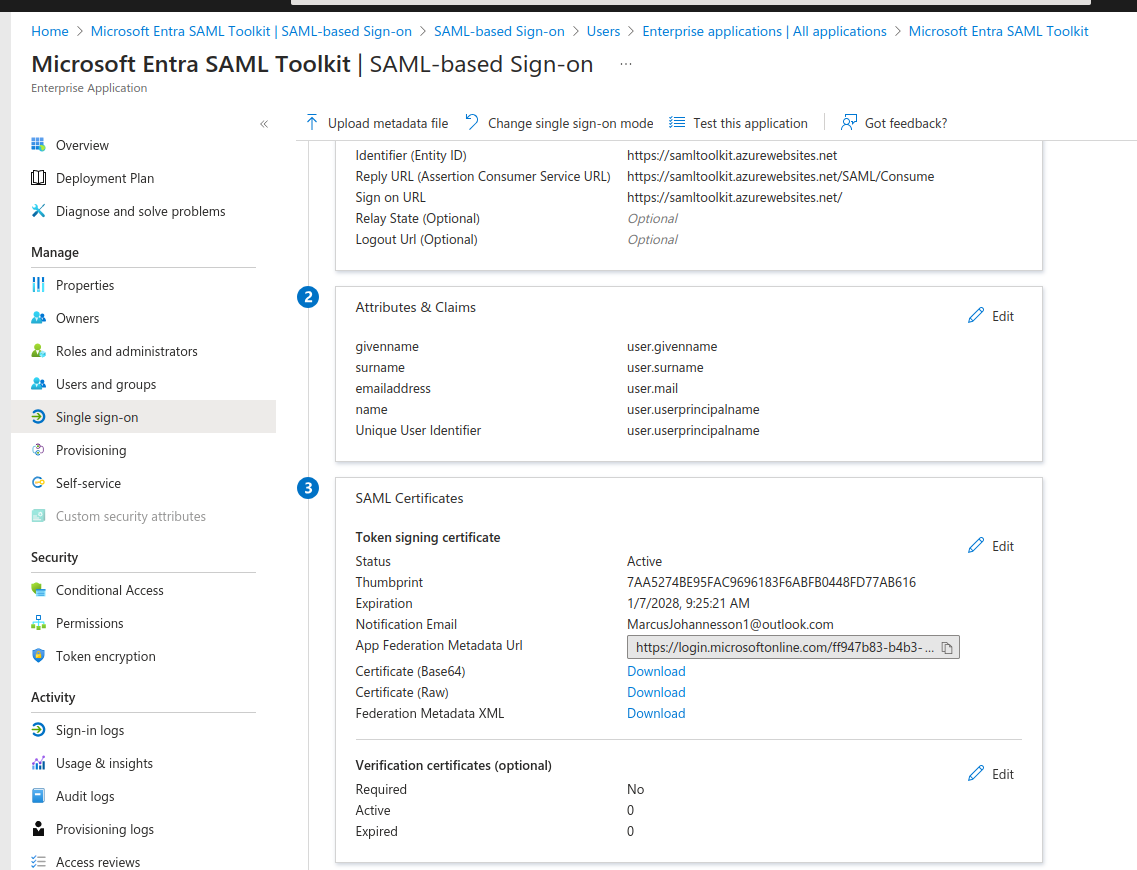 Home > Microsoft Entra SAML Toolkit | SAML-based Sign-on > SAML-based Sign-on > Users > Enterprise applications | All applications > Microsoft Entra SAML Toolkit
Microsoft Entra SAML Toolkit | SAML-based Sign-on ...
Enterprise Application
«
Overview
Deployment Plan
Diagnose and solve problems
Manage
Properties
Owners
Roles and administrators
Users and groups
Single sign-on
Provisioning
Self-service
Custom security attributes
Security
Conditional Access
Permissions
Token encryption
Activity
Sign-in logs
Usage & insights
Audit logs
Provisioning logs
Access reviews
Upload metadata file Change single sign-on mode Test this application Got feedback?
Identifier (Entity ID) https://samltoolkit.azurewebsites.net
Reply URL (Assertion Consumer Service URL) https://samltoolkit.azurewebsites.net/SAML/Consume
Sign on URL https://samltoolkit.azurewebsites.net/
Relay State (Optional) Optional
Logout Url (Optional) Optional
2
Attributes & Claims
Edit
givenname user.givenname
surname user.surname
emailaddress user.mail
name user.userprincipalname
Unique User Identifier user.userprincipalname
3
SAML Certificates
Token signing certificate
Edit
Status Active
Thumbprint 7AA5274BE95FAC9696183F6ABFB0448FD77AB616
Expiration 1/7/2028, 9:25:21 AM
Notification Email MarcusJohannesson1@outlook.com
App Federation Metadata Url https://login.microsoftonline.com/ff947b83-b4b3-...
Certificate (Base64) Download
Certificate (Raw) Download
Federation Metadata XML Download
Verification certificates (optional)
Edit
Required No
Active 0
Expired 0